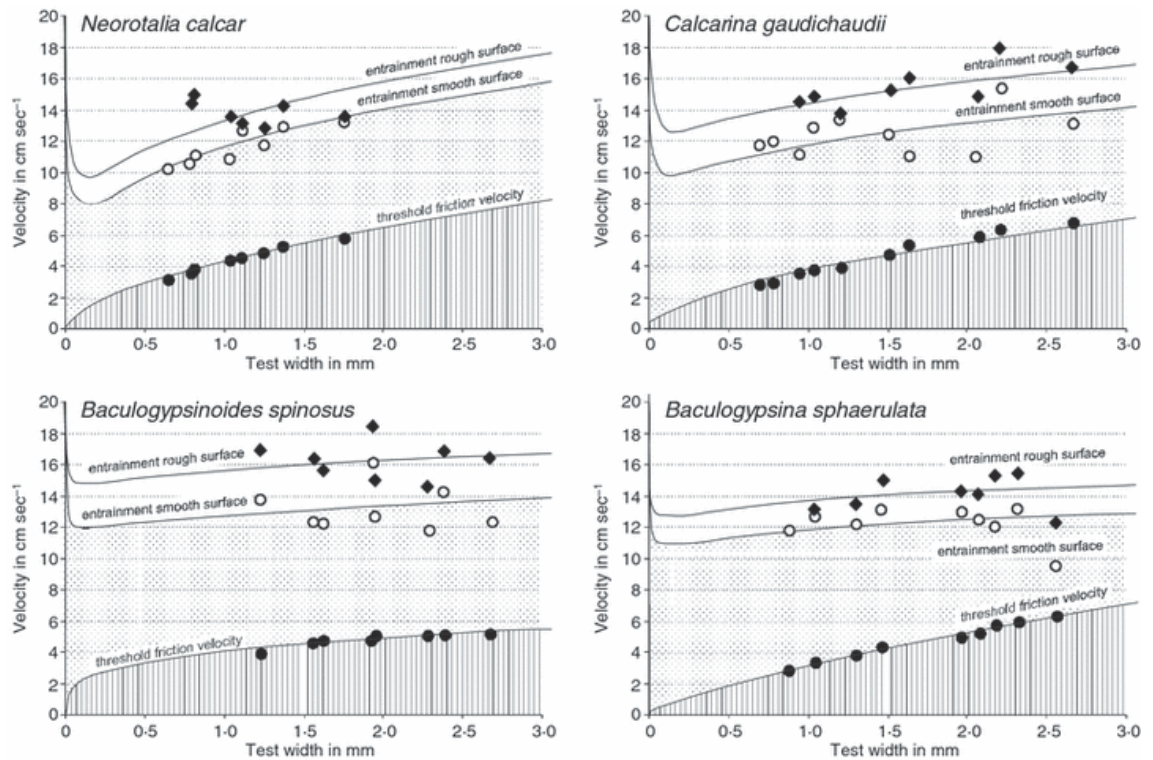 Neorotalia calcar
20
18
16
14
12
10
8
6
4
2
0
Velocity in cm sec⁻¹
entrainment rough surface
entrainment smooth surface
threshold friction velocity
0 0·5 1·0 1·5 2·0 2·5 3·0
Test width in mm
Calcarina gaudichaudii
20
18
16
14
12
10
8
6
4
2
0
Velocity in cm sec⁻¹
entrainment rough surface
entrainment smooth surface
threshold friction velocity
0 0·5 1·0 1·5 2·0 2·5 3·0
Test width in mm
Baculogypsinoides spinosus
20
18
16
14
12
10
8
6
4
2
0
Velocity in cm sec⁻¹
entrainment rough surface
entrainment smooth surface
threshold friction velocity
0 0·5 1·0 1·5 2·0 2·5 3·0
Test width in mm
Baculogypsina sphaerulata
20
18
16
14
12
10
8
6
4
2
0
Velocity in cm sec⁻¹
entrainment rough surface
entrainment smooth surface
threshold friction velocity
0 0·5 1·0 1·5 2·0 2·5 3·0
Test width in mm